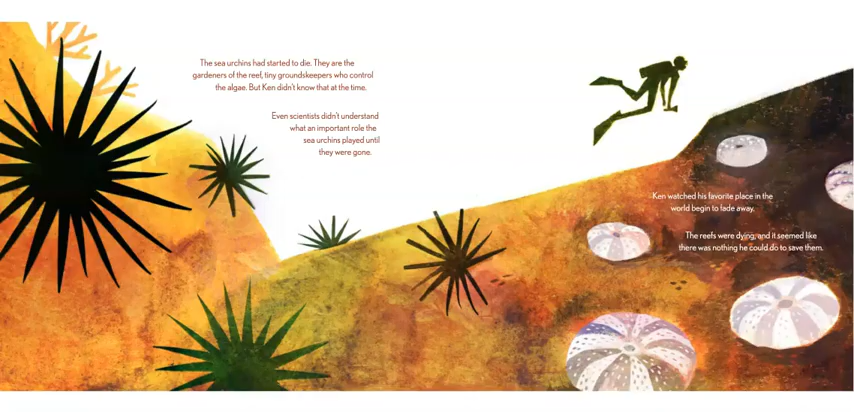 The sea urchins had started to die. They are the
gardeners of the reef, tiny groundskeepers who control
the algae. But Ken didn't know that at the time.
Even scientists didn't understand
what an important role the
sea urchins played until
they were gone.
Ken watched his favorite place in the
world begin to fade away.
The reefs were dying, and it seemed like
there was nothing he could do to save them.